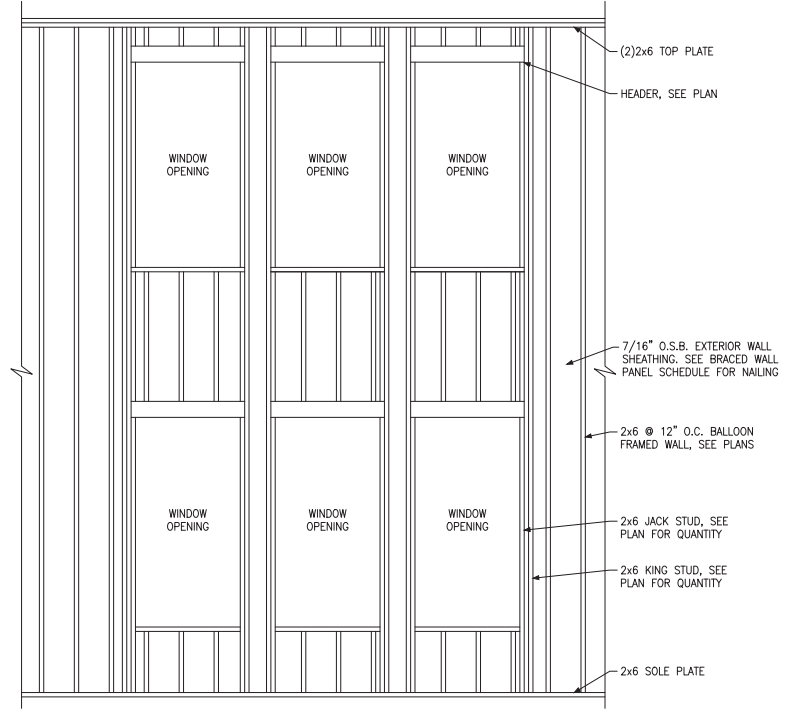 (2)2x6 TOP PLATE
HEADER, SEE PLAN
WINDOW
OPENING
WINDOW
OPENING
WINDOW
OPENING
7/16" O.S.B. EXTERIOR WALL
SHEATHING. SEE BRACED WALL
PANEL SCHEDULE FOR NAILING
2x6 @ 12" O.C. BALLOON
FRAMED WALL, SEE PLANS
WINDOW
OPENING
WINDOW
OPENING
WINDOW
OPENING
2x6 JACK STUD, SEE
PLAN FOR QUANTITY
2x6 KING STUD, SEE
PLAN FOR QUANTITY
2x6 SOLE PLATE